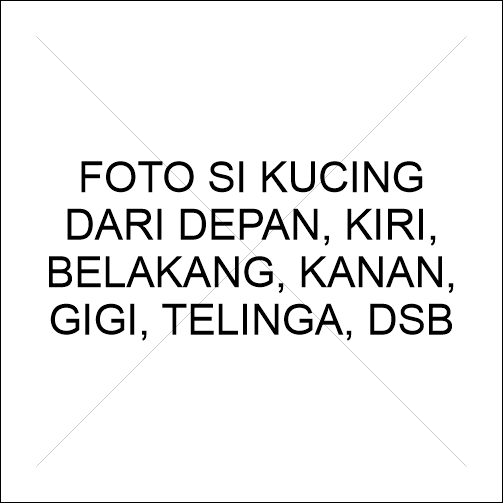 FOTO SI KUCING
DARI DEPAN, KIRI,
BELAKANG, KANAN,
GIGI, TELINGA, DSB